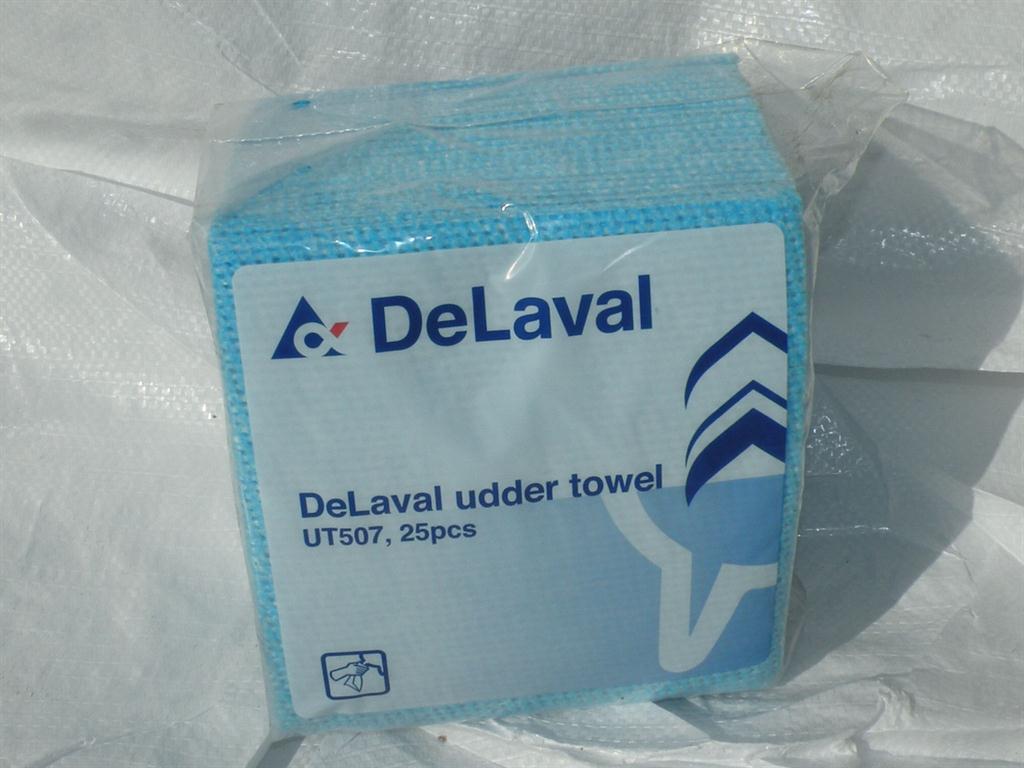 DeLaval
DeLaval udder towel
UT507, 25pcs